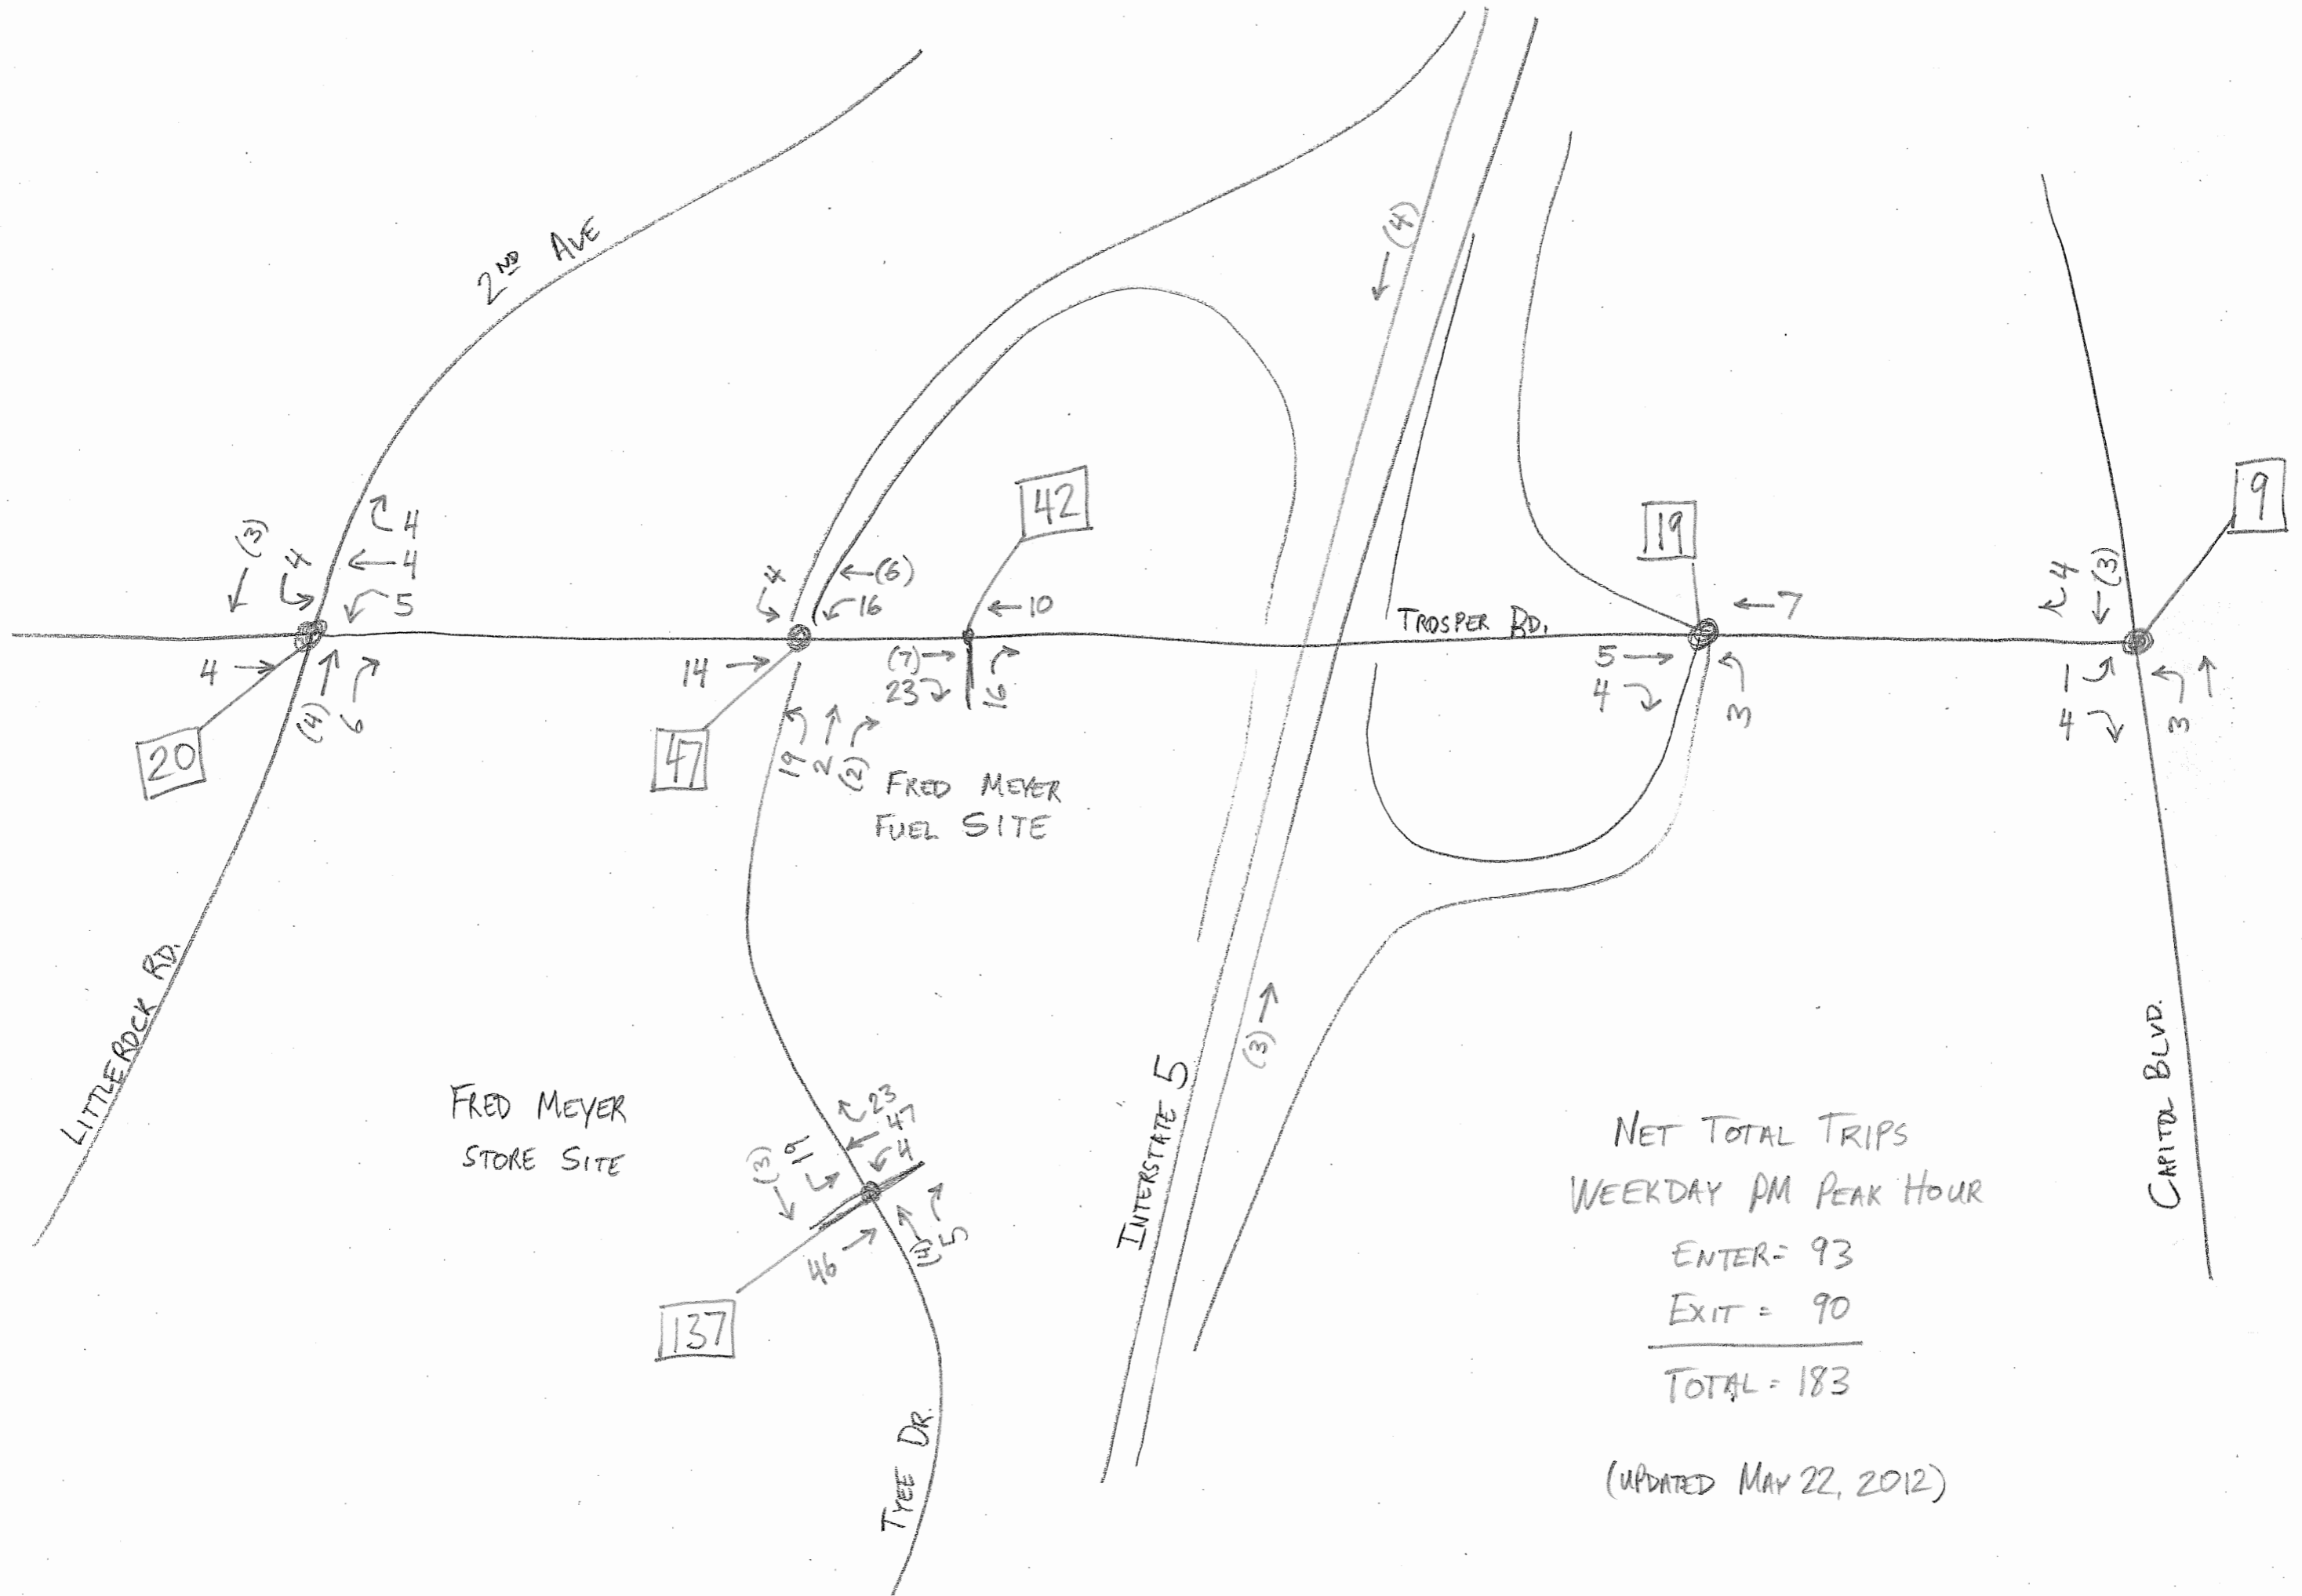 2ND AVE
(4)
42
19
9
(3)
4
4
4
5
4
(6)
16
10
TROSPER RD.
7
4
(3)
4
(4)
6
20
14
47
19
2
(2)
(7)
23
16
5
4
3
1
4
3
FRED MEYER
FUEL SITE
LITTLEROCK RD.
FRED MEYER
STORE SITE
(3)
19
23
47
4
46
(4)
5
137
TYEE DR.
INTERSTATE 5
(3)
CAPITOL BLVD.
NET TOTAL TRIPS
WEEKDAY PM PEAK HOUR
ENTER= 93
EXIT = 90
TOTAL = 183
(UPDATED MAY 22, 2012)